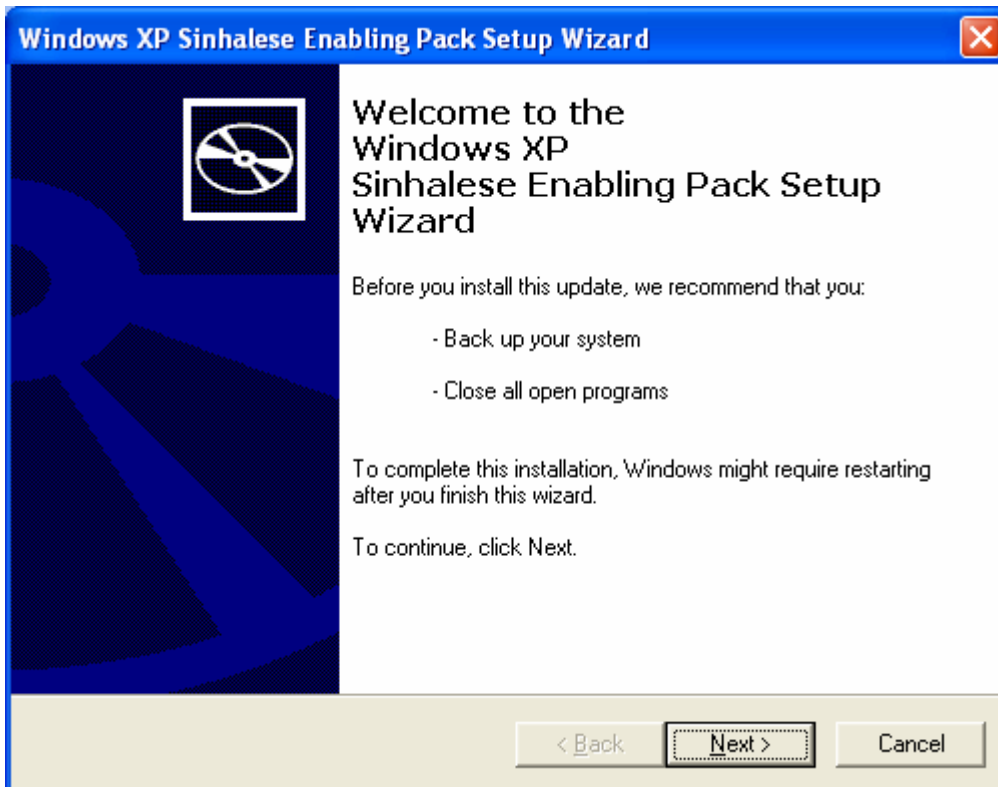 Windows XP Sinhalese Enabling Pack Setup Wizard
Welcome to the
Windows XP
Sinhalese Enabling Pack Setup
Wizard
Before you install this update, we recommend that you:
- Back up your system
- Close all open programs
To complete this installation, Windows might require restarting
after you finish this wizard.
To continue, click Next.
< Back
Next >
Cancel